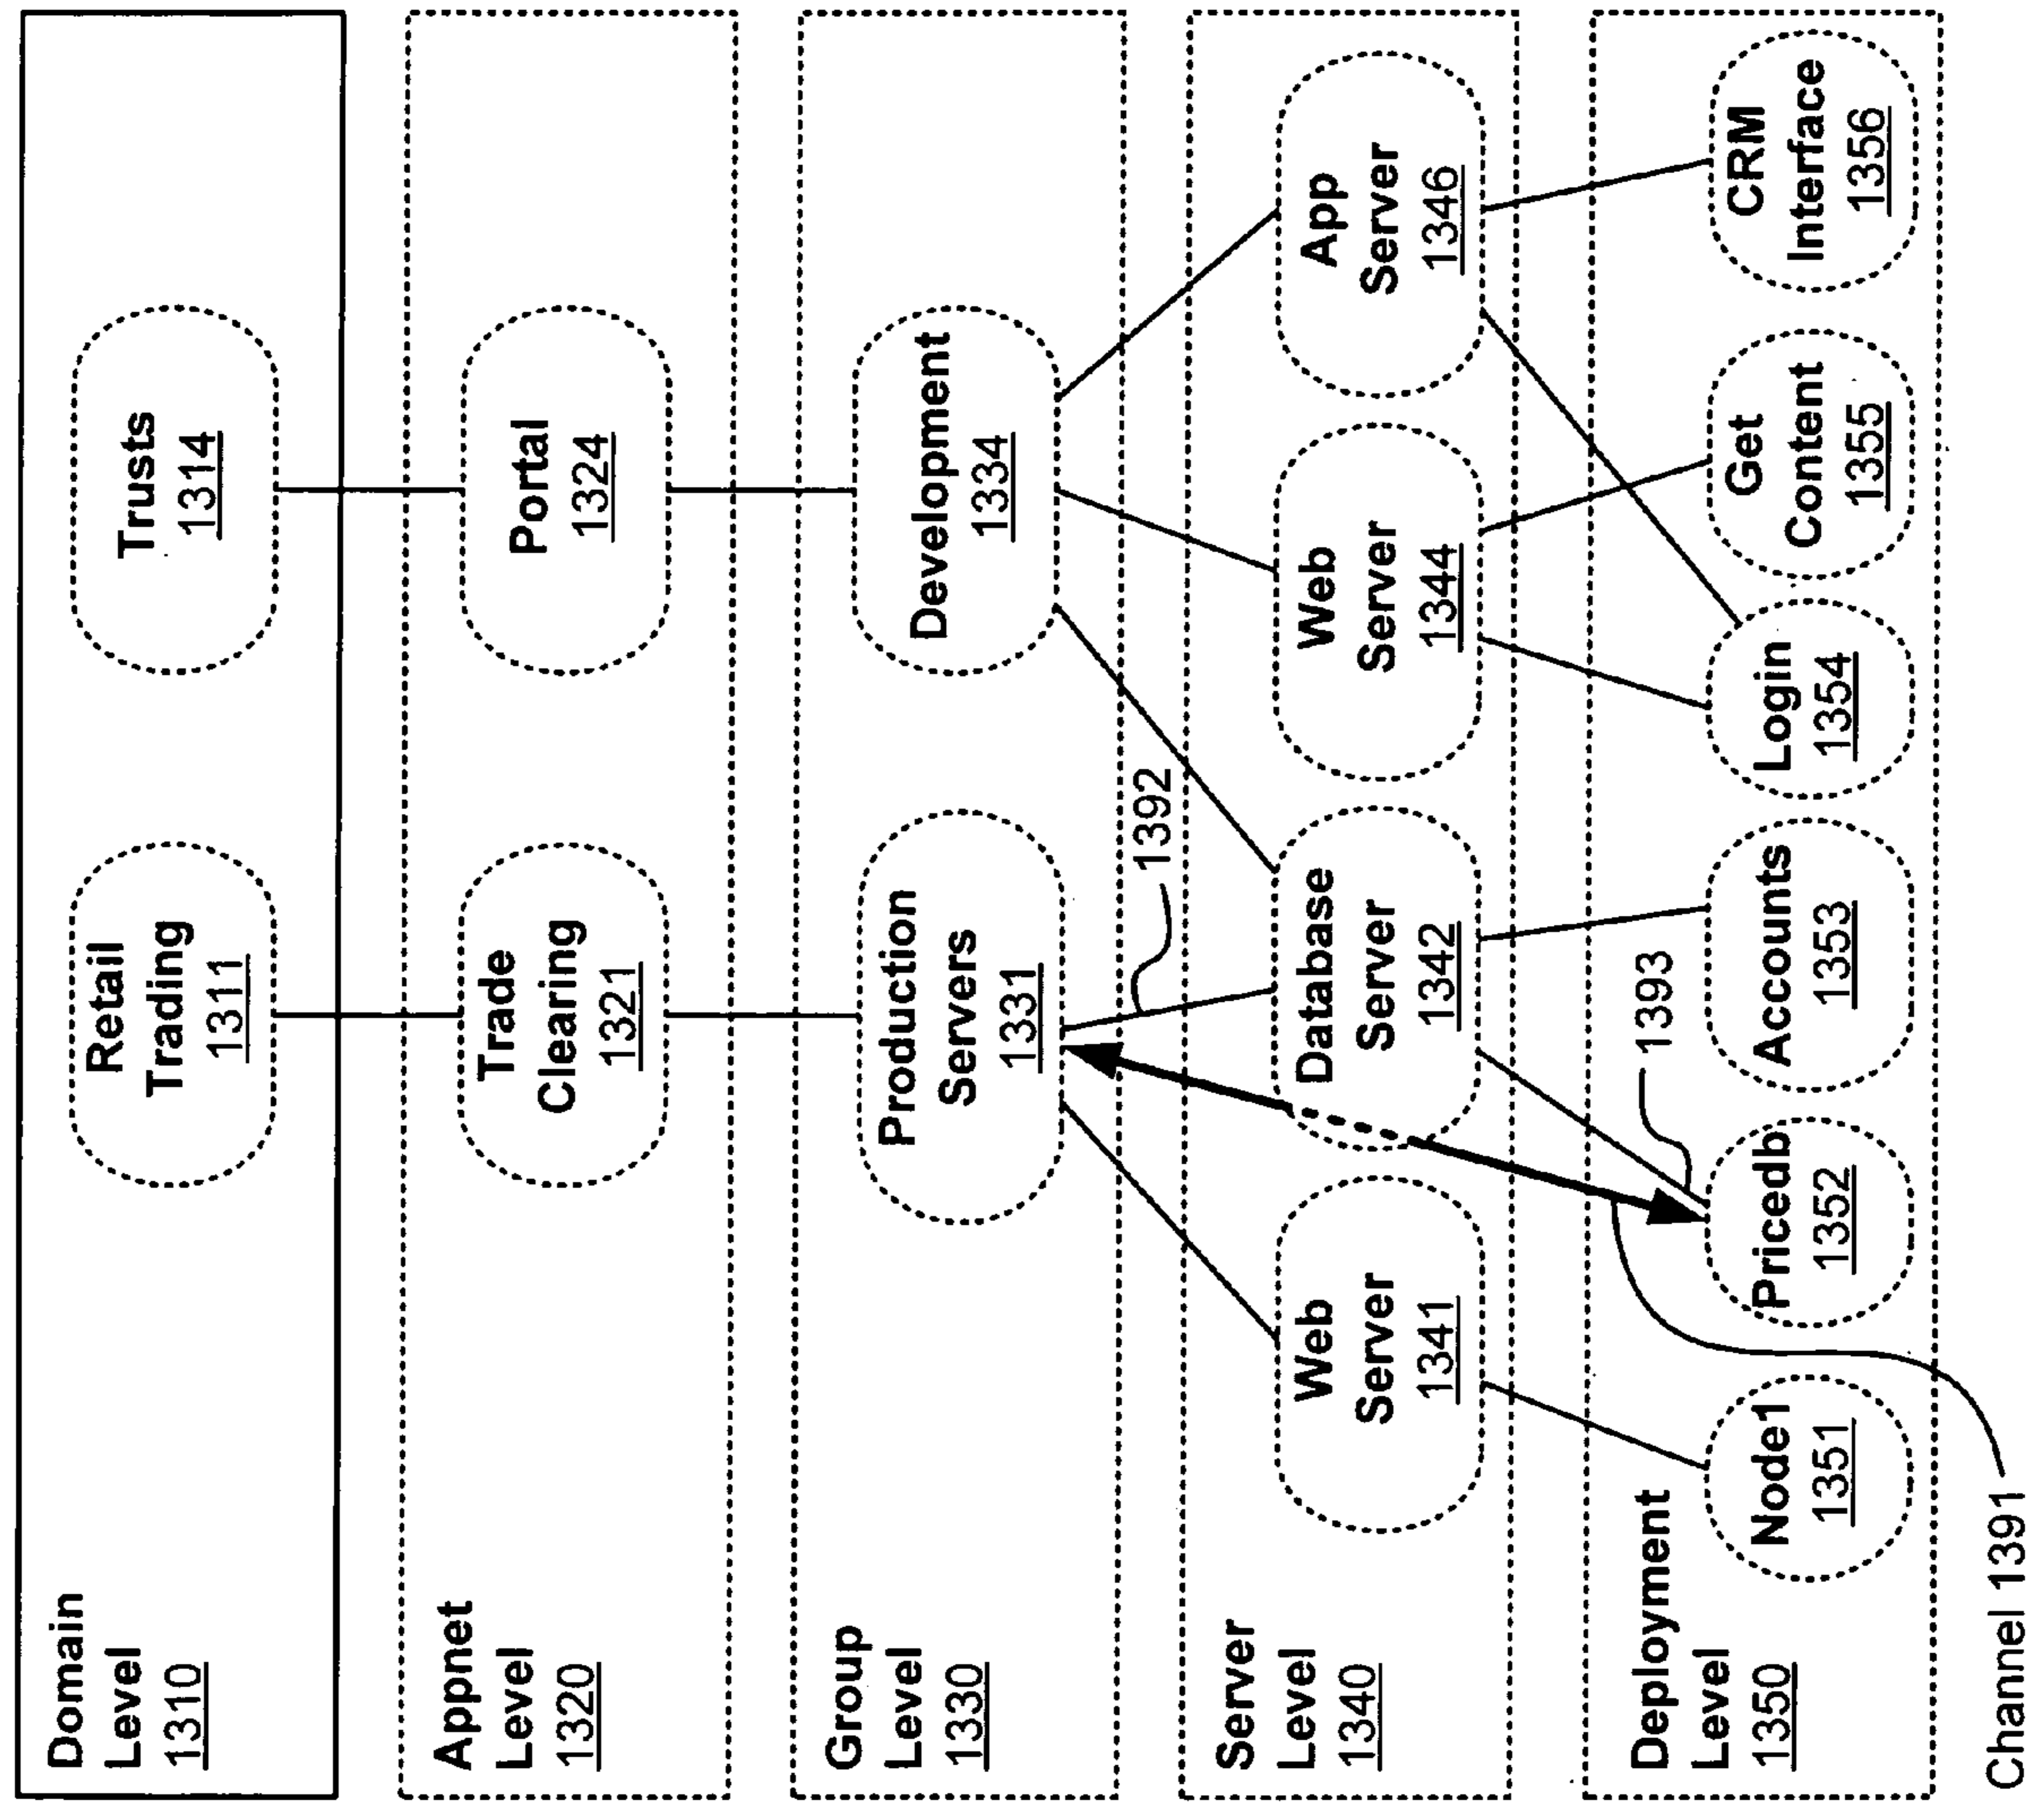 Domain
Level
1310
Retail
Trading
1311
Trusts
1314
Appnet
Level
1320
Trade
Clearing
1321
Portal
1324
Group
Level
1330
Production
Servers
1331
Development
1334
1392
Server
Level
1340
Web
Server
1341
Database
Server
1342
Web
Server
1344
App
Server
1346
1393
Deployment
Level
1350
Node1
1351
Pricedb
1352
Accounts
1353
Login
1354
Get
Content
1355
CRM
Interface
1356
Channel 1391